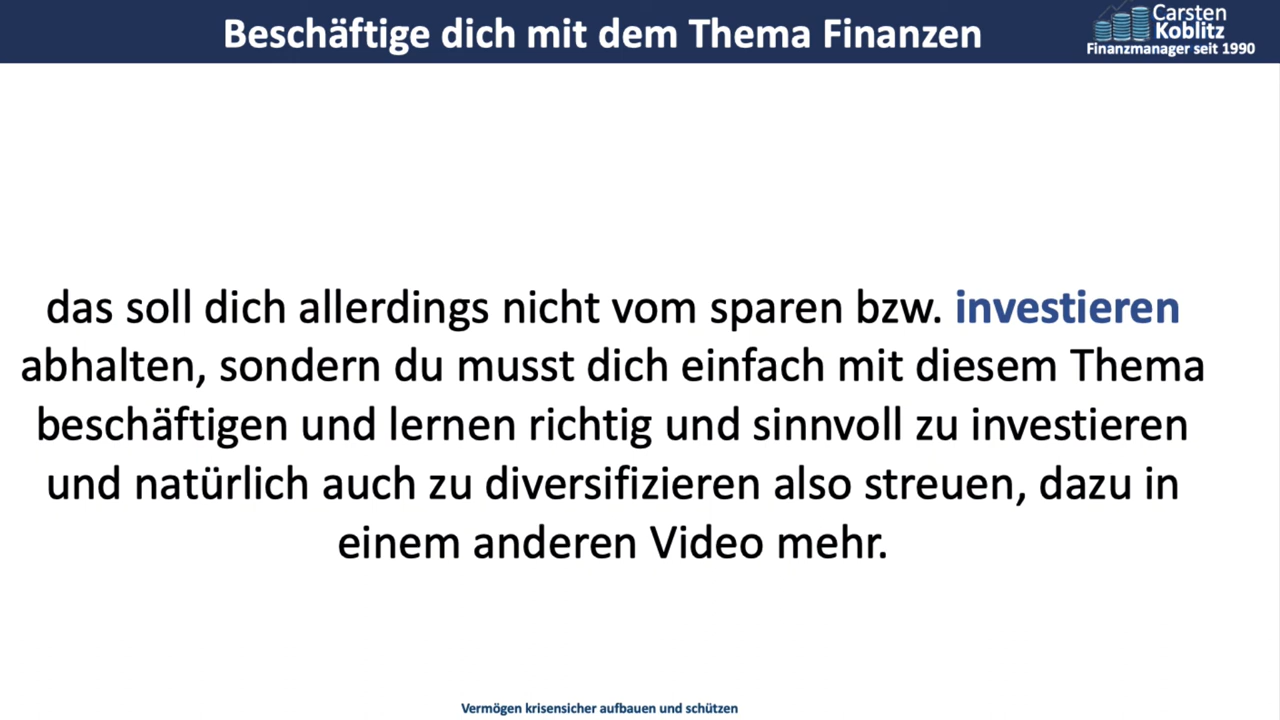 Beschäftige dich mit dem Thema Finanzen
Carsten
Koblitz
Finanzmanager seit 1990
das soll dich allerdings nicht vom sparen bzw. investieren
abhalten, sondern du musst dich einfach mit diesem Thema
beschäftigen und lernen richtig und sinnvoll zu investieren
und natürlich auch zu diversifizieren also streuen, dazu in
einem anderen Video mehr.
Vermögen krisensicher aufbauen und schützen